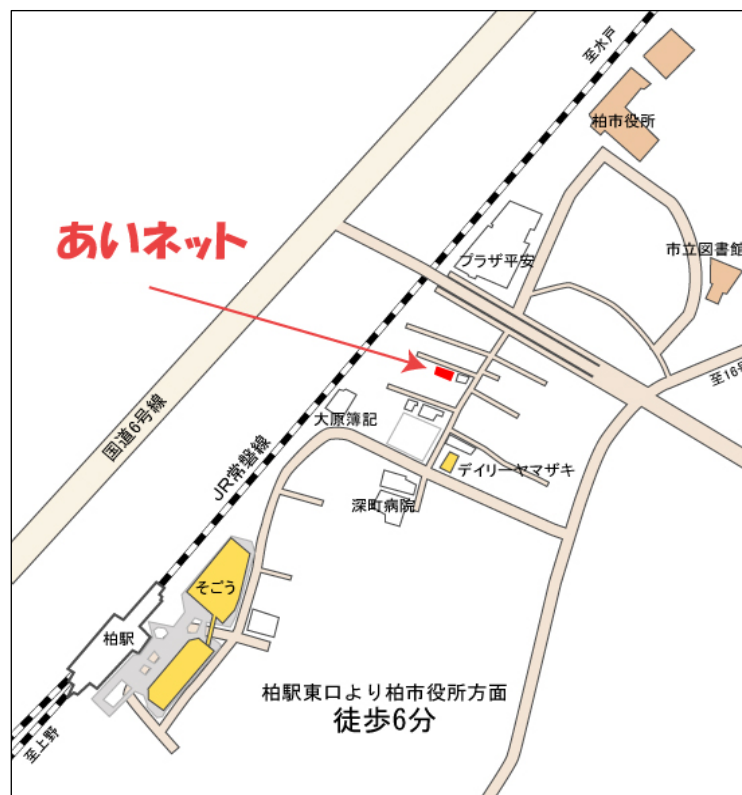 至水戸
柏市役所
あいネット
プラザ平安
市立図書館
至16号
国道6号線
JR常磐線
大原簿記
デイリーヤマザキ
深町病院
そごう
柏駅
柏駅東口より柏市役所方面
徒歩6分
至上野